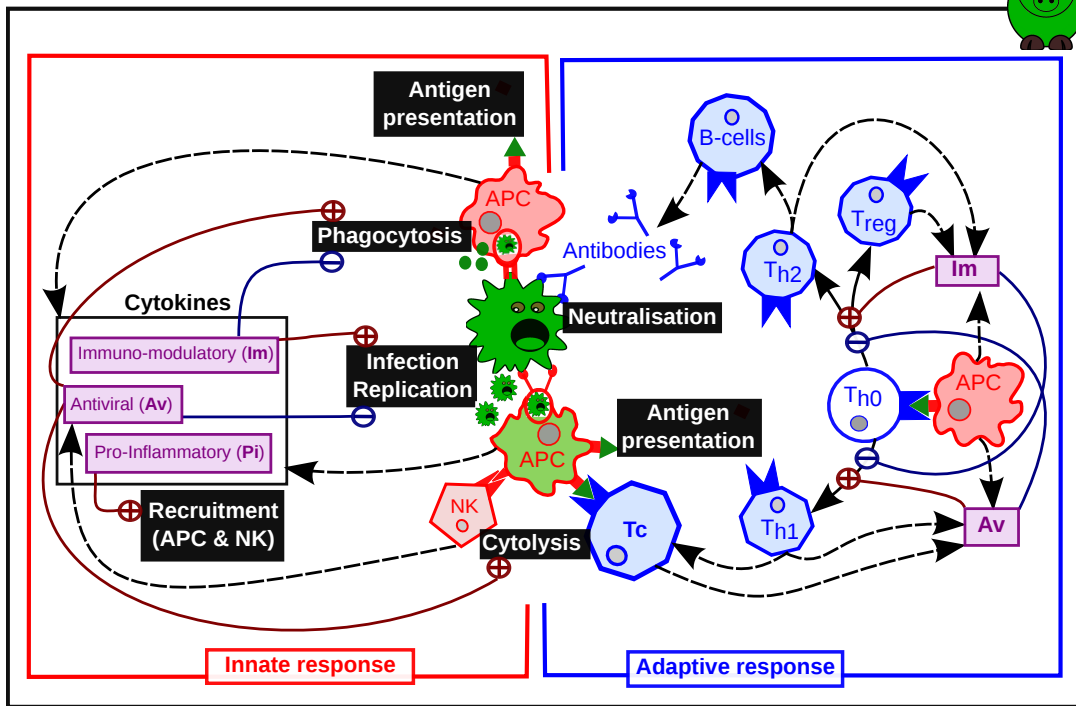 Antigen
presentation
APC
Phagocytosis
B-cells
Antibodies
Treg
Th2
Im
Cytokines
Immuno-modulatory (Im)
Antiviral (Av)
Pro-Inflammatory (Pi)
Infection
Replication
Neutralisation
Th0
APC
Antigen
presentation
APC
Recruitment
(APC & NK)
NK
Cytolysis
Tc
Th1
Av
Innate response
Adaptive response